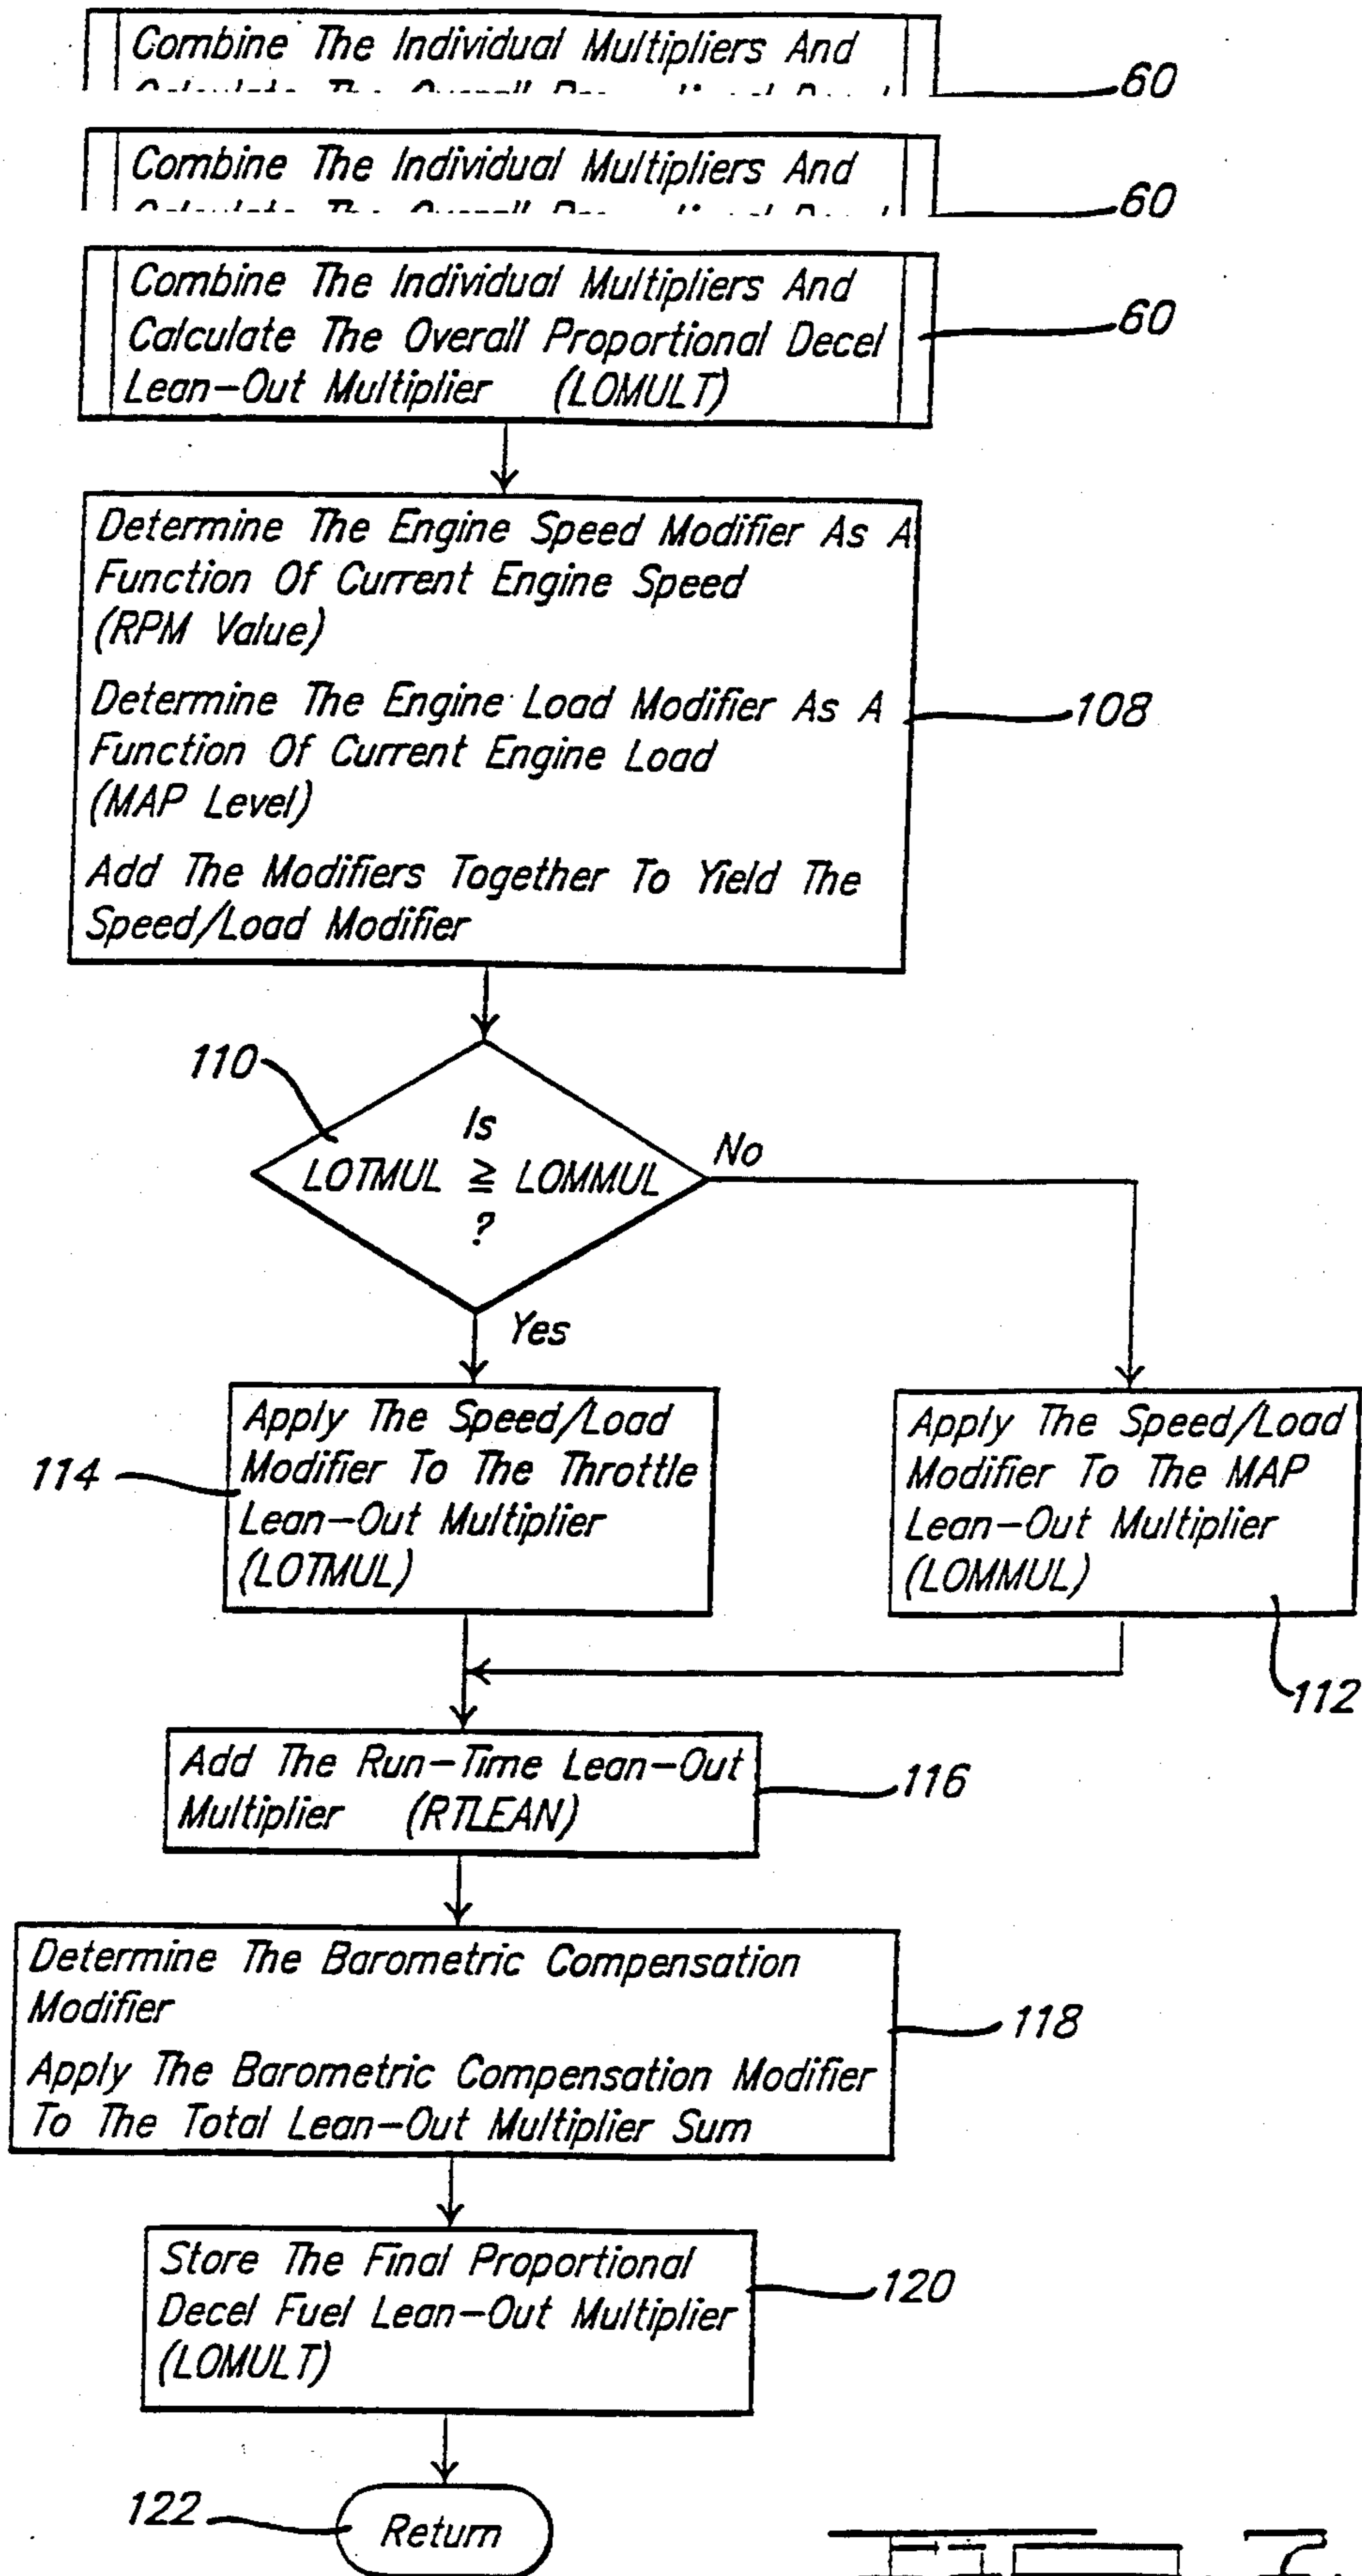 Combine The Individual Multipliers And
60
Combine The Individual Multipliers And
60
Combine The Individual Multipliers And
Calculate The Overall Proportional Decel
Lean-Out Multiplier (LOMULT)
60
Determine The Engine Speed Modifier As A
Function Of Current Engine Speed
(RPM Value)
Determine The Engine Load Modifier As A
Function Of Current Engine Load
(MAP Level)
Add The Modifiers Together To Yield The
Speed/Load Modifier
108
110
Is
LOTMUL ≧ LOMMUL
?
No
Yes
Apply The Speed/Load
Modifier To The Throttle
Lean-Out Multiplier
(LOTMUL)
114
Apply The Speed/Load
Modifier To The MAP
Lean-Out Multiplier
(LOMMUL)
112
Add The Run-Time Lean-Out
Multiplier (RTLEAN)
116
Determine The Barometric Compensation
Modifier
Apply The Barometric Compensation Modifier
To The Total Lean-Out Multiplier Sum
118
Store The Final Proportional
Decel Fuel Lean-Out Multiplier
(LOMULT)
120
122
Return